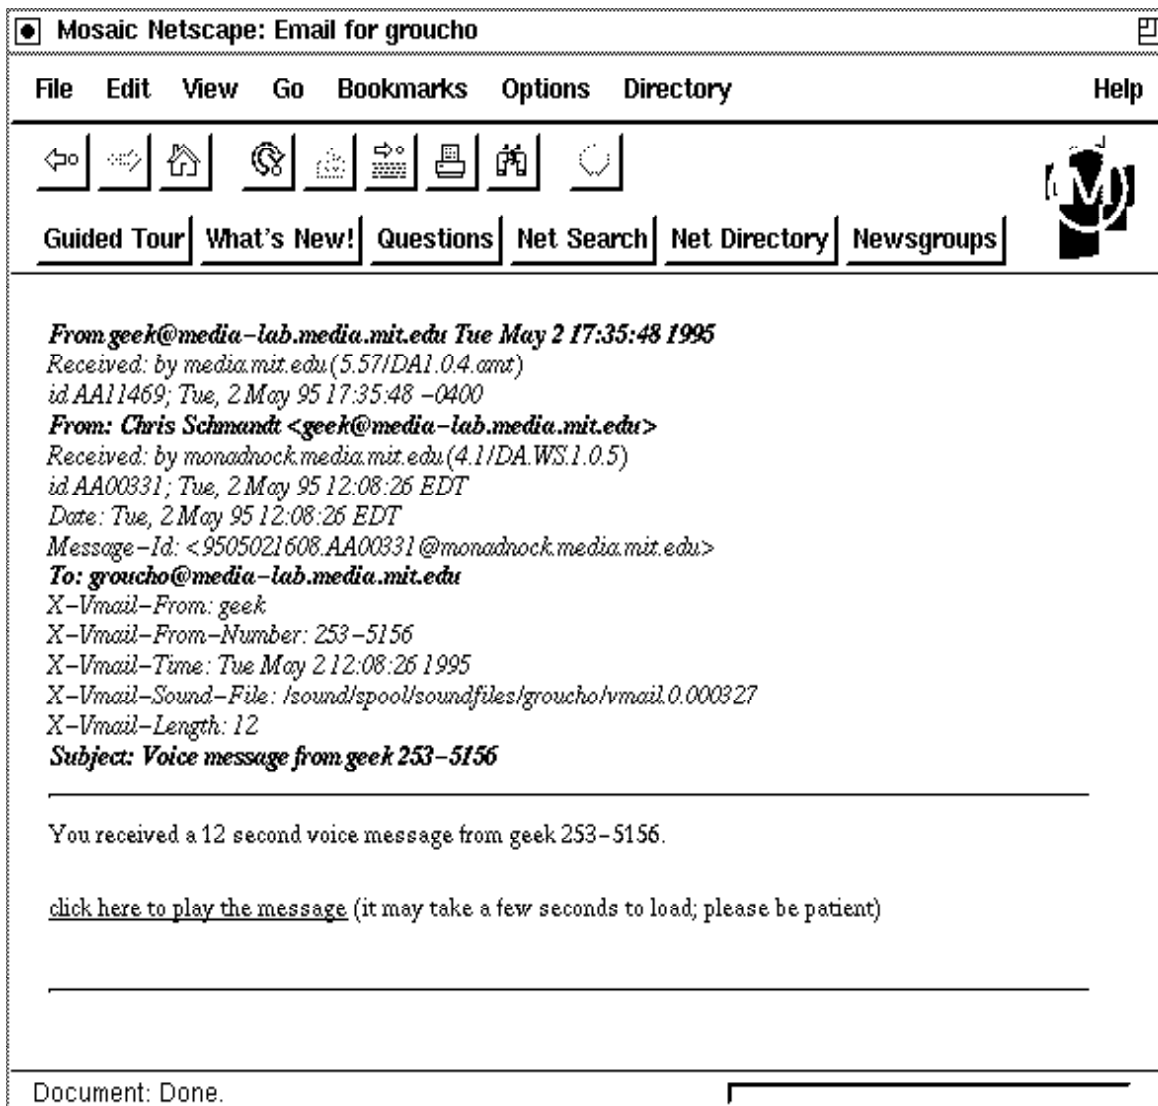 Mosaic Netscape: Email for groucho
File Edit View Go Bookmarks Options Directory Help
M
Guided Tour What's New! Questions Net Search Net Directory Newsgroups
From geek@media-lab.media.mit.edu Tue May 2 17:35:48 1995
Received: by media.mit.edu (5.57/DA1.0.4.amt)
id AA11469; Tue, 2 May 95 17:35:48 -0400
From: Chris Schmandt <geek@media-lab.media.mit.edu>
Received: by monadnock.media.mit.edu (4.1/DA.WS.1.0.5)
id AA00331; Tue, 2 May 95 12:08:26 EDT
Date: Tue, 2 May 95 12:08:26 EDT
Message-Id: <9505021608.AA00331@monadnock.media.mit.edu>
To: groucho@media-lab.media.mit.edu
X-Vmail-From: geek
X-Vmail-From-Number: 253-5156
X-Vmail-Time: Tue May 2 12:08:26 1995
X-Vmail-Sound-File: /sound/spool/soundfiles/groucho/vmail.0.000327
X-Vmail-Length: 12
Subject: Voice message from geek 253-5156
You received a 12 second voice message from geek 253-5156.
click here to play the message (it may take a few seconds to load; please be patient)
Document: Done.